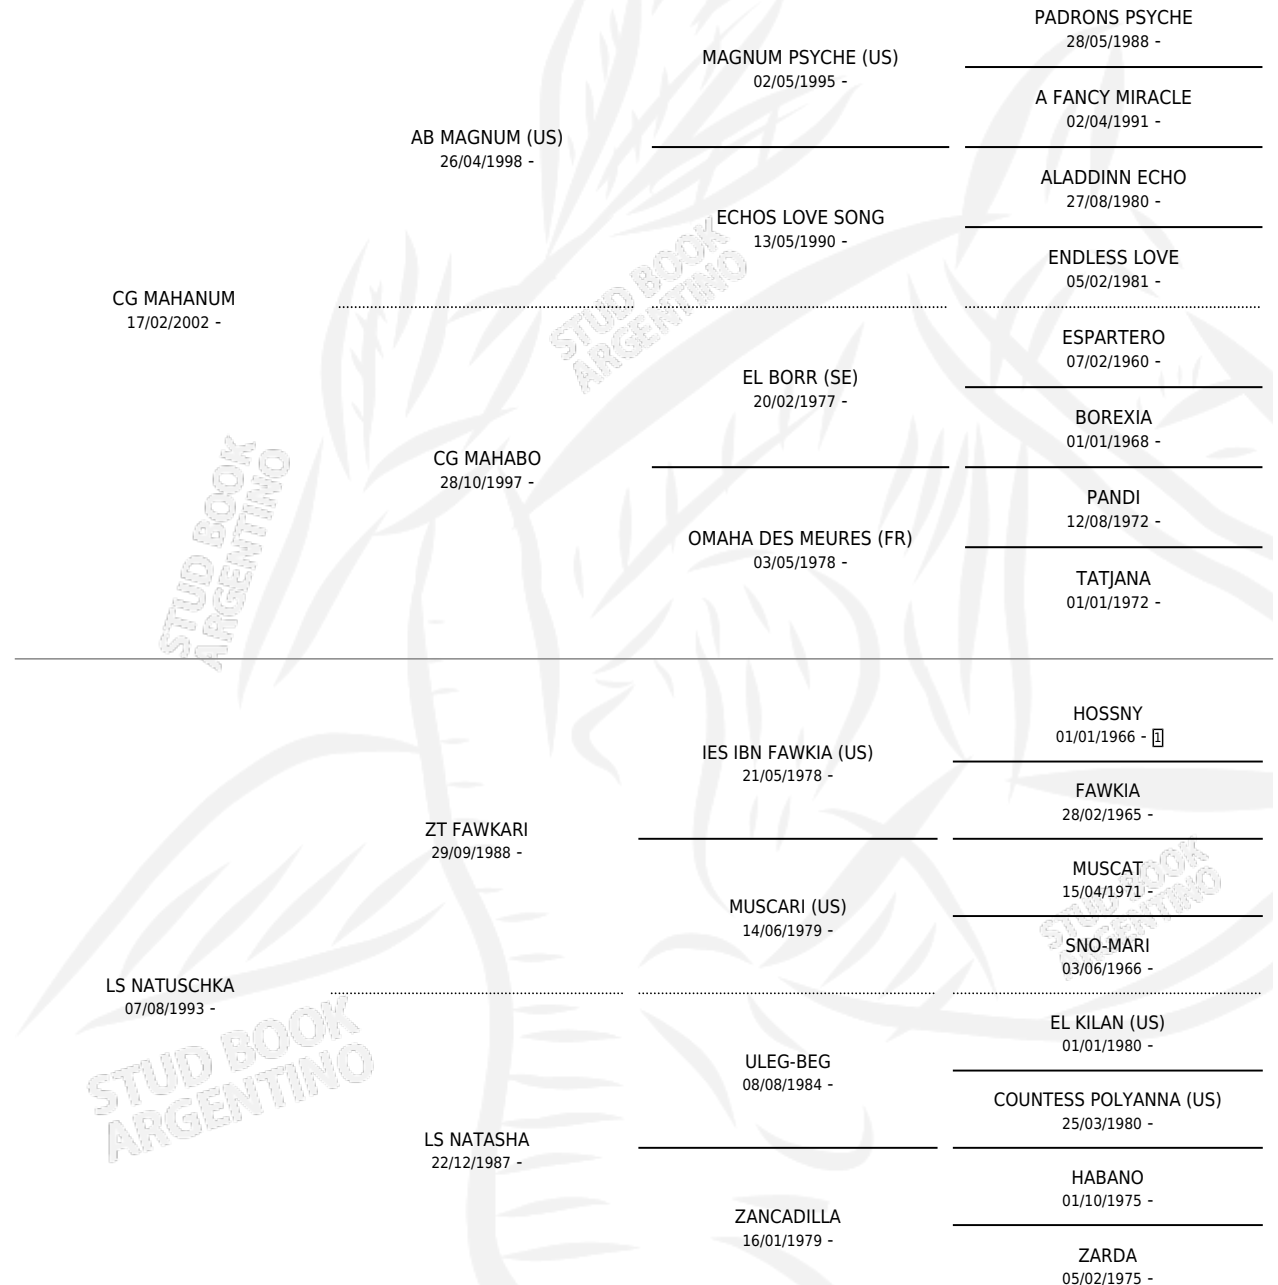 PADRONS PSYCHE
28/05/1988 -
MAGNUM PSYCHE (US)
02/05/1995 -
A FANCY MIRACLE
02/04/1991 -
AB MAGNUM (US)
26/04/1998 -
ALADDINN ECHO
27/08/1980 -
ECHOS LOVE SONG
13/05/1990 -
ENDLESS LOVE
05/02/1981 -
CG MAHANUM
17/02/2002 -
STUD BOOK
ARGENTINO
ESPARTERO
07/02/1960 -
EL BORR (SE)
20/02/1977 -
BOREXIA
01/01/1968 -
CG MAHABO
28/10/1997 -
PANDI
12/08/1972 -
OMAHA DES MEURES (FR)
03/05/1978 -
TATJANA
01/01/1972 -
STUD BOOK
ARGENTINO
HOSSNY
01/01/1966 - 1
IES IBN FAWKIA (US)
21/05/1978 -
FAWKIA
28/02/1965 -
ZT FAWKARI
29/09/1988 -
MUSCAT
15/04/1971 -
MUSCARI (US)
14/06/1979 -
SNO-MARI
03/06/1966 -
STUD BOOK
ARGENTINO
LS NATUSCHKA
07/08/1993 -
EL KILAN (US)
01/01/1980 -
ULEG-BEG
08/08/1984 -
COUNTESS POLYANNA (US)
25/03/1980 -
STUD BOOK
ARGENTINO
LS NATASHA
22/12/1987 -
HABANO
01/10/1975 -
ZANCADILLA
16/01/1979 -
ZARDA
05/02/1975 -